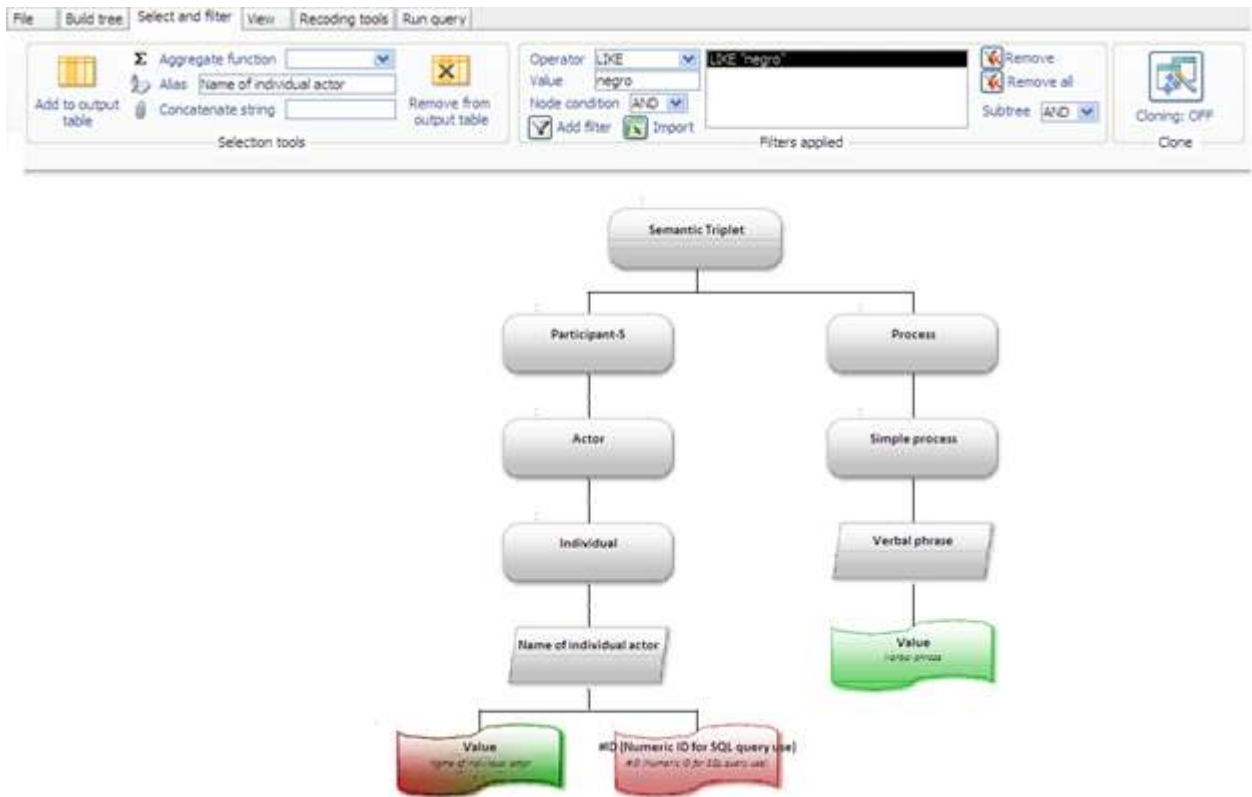 File Build tree Select and filter View Recoding tools Run query
Σ Aggregate function
Alias Name of individual actor
Concatenate string
Add to output
table
Remove from
output table
Selection tools
Operator LIKE
Value negro
Node condition AND
Add filter Import
LIKE "negro"
Remove
Remove all
Subtree AND
Filters applied
Cloning: OFF
Clone
Semantic Triplet
Participant-S
Process
Actor
Simple process
Individual
Verbal phrase
Name of individual actor
Value
Verbal phrase
Value
Name of individual actor
#ID (Numeric ID for SQL query use)
#ID (Numeric ID for SQL query use)